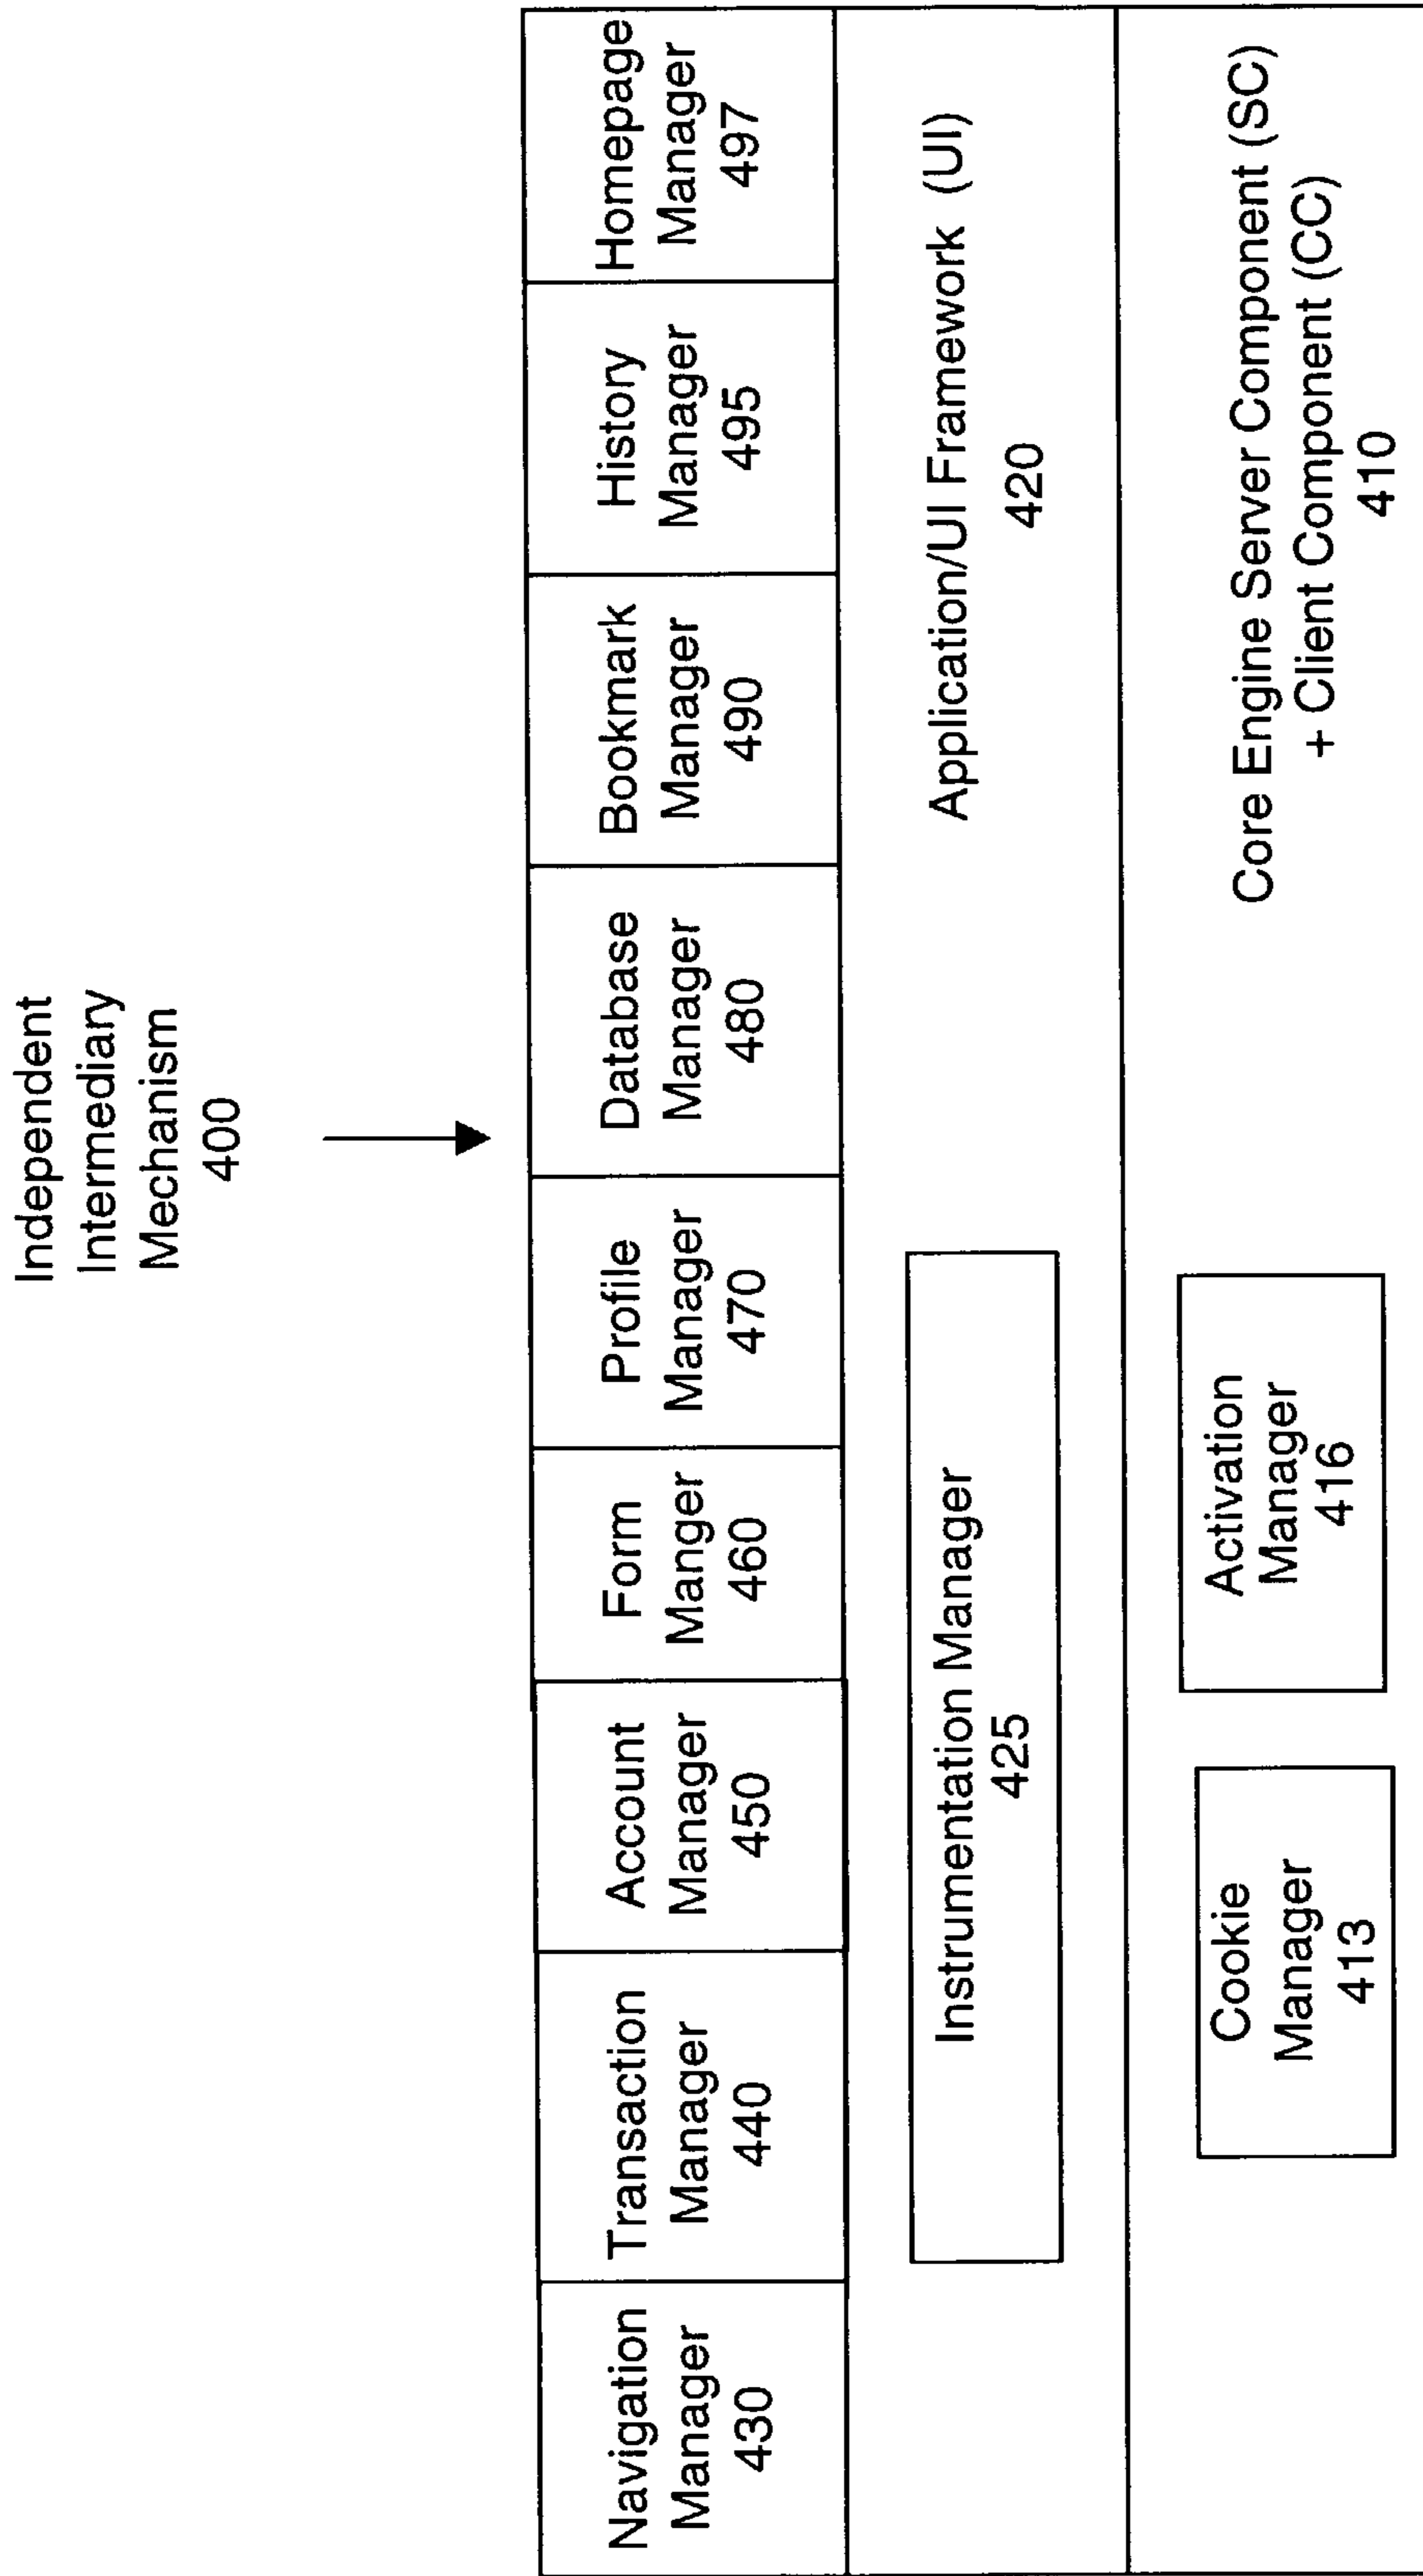 Independent
Intermediary
Mechanism
400
Navigation
Manager
430
Transaction
Manager
440
Account
Manager
450
Form
Manger
460
Profile
Manager
470
Database
Manager
480
Bookmark
Manager
490
History
Manager
495
Homepage
Manager
497
Instrumentation Manager
425
Application/UI Framework (UI)
420
Cookie
Manager
413
Activation
Manager
416
Core Engine Server Component (SC)
+ Client Component (CC)
410